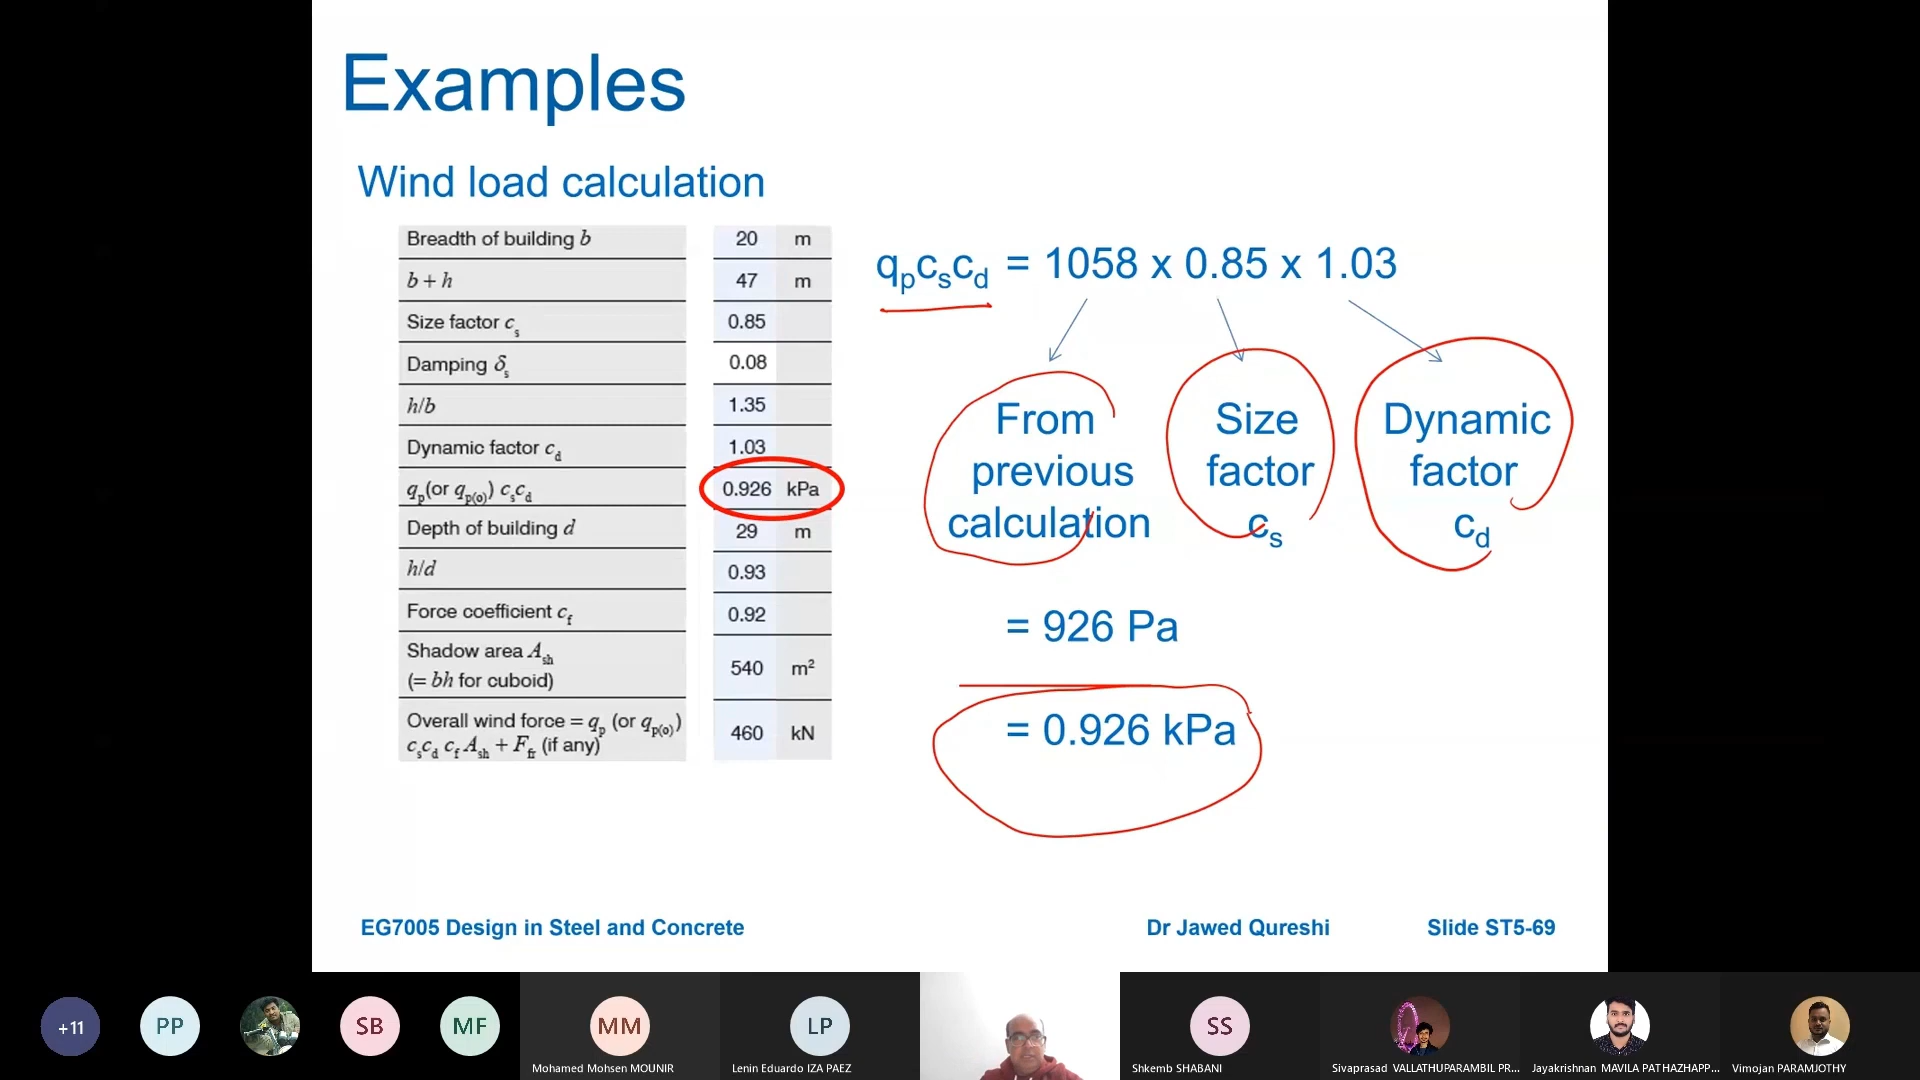 Examples
Wind load calculation
Breadth of building b 20 m
b + h 47 m
Size factor cs 0.85
Damping δs 0.08
h/b 1.35
Dynamic factor cd 1.03
qp(or qp(o)) cscd 0.926 kPa
Depth of building d 29 m
h/d 0.93
Force coefficient cf 0.92
Shadow area Ash
(= bh for cuboid) 540 m²
Overall wind force = qp (or qp(o))
cscd cf Ash + Ffr (if any) 460 kN
qpcscd = 1058 x 0.85 x 1.03
From
previous
calculation
Size
factor
cs
Dynamic
factor
cd
= 926 Pa
= 0.926 kPa
EG7005 Design in Steel and Concrete
Dr Jawed Qureshi
Slide ST5-69
+11
PP
SB
MF
MM
Mohamed Mohsen MOUNIR
LP
Lenin Eduardo IZA PAEZ
SS
Shkemb SHABANI
Sivaprasad VALLATHUPARAMBIL PR...
Jayakrishnan MAVILA PATHAZHAPP...
Vimojan PARAMJOTHY